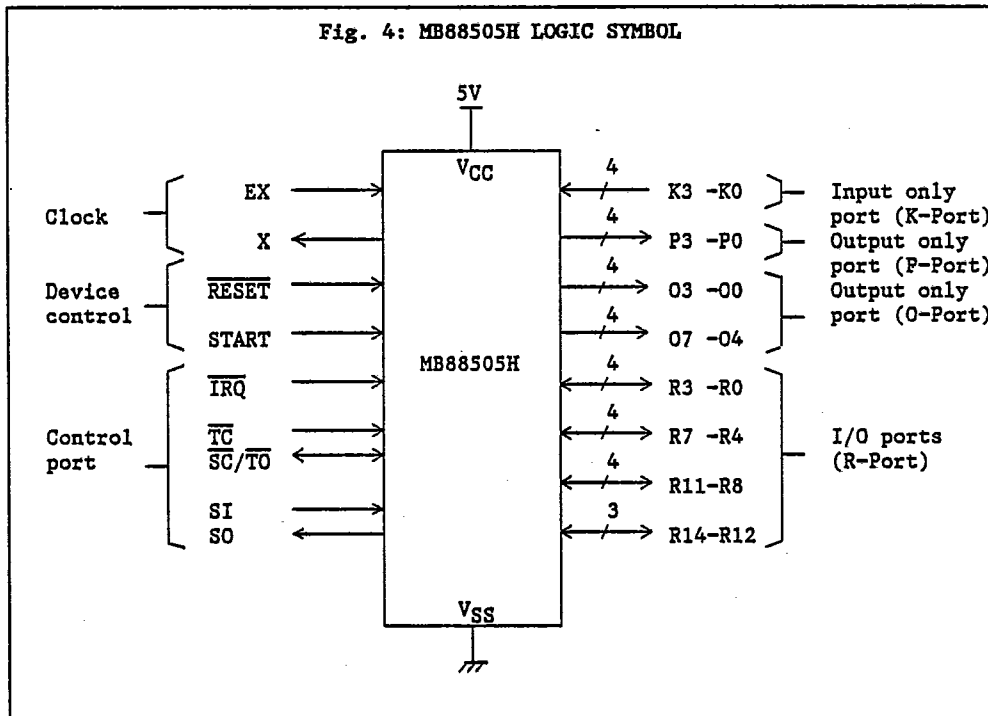 Fig. 4: MB88505H LOGIC SYMBOL
5V
VCC
Clock
EX
X
Device
control
RESET
START
Control
port
IRQ
TC
SC/TO
SI
SO
MB88505H
4
K3 -K0
Input only
port (K-Port)
4
P3 -P0
Output only
port (P-Port)
4
O3 -O0
4
O7 -O4
Output only
port (O-Port)
4
R3 -R0
4
R7 -R4
4
R11-R8
3
R14-R12
I/O ports
(R-Port)
VSS